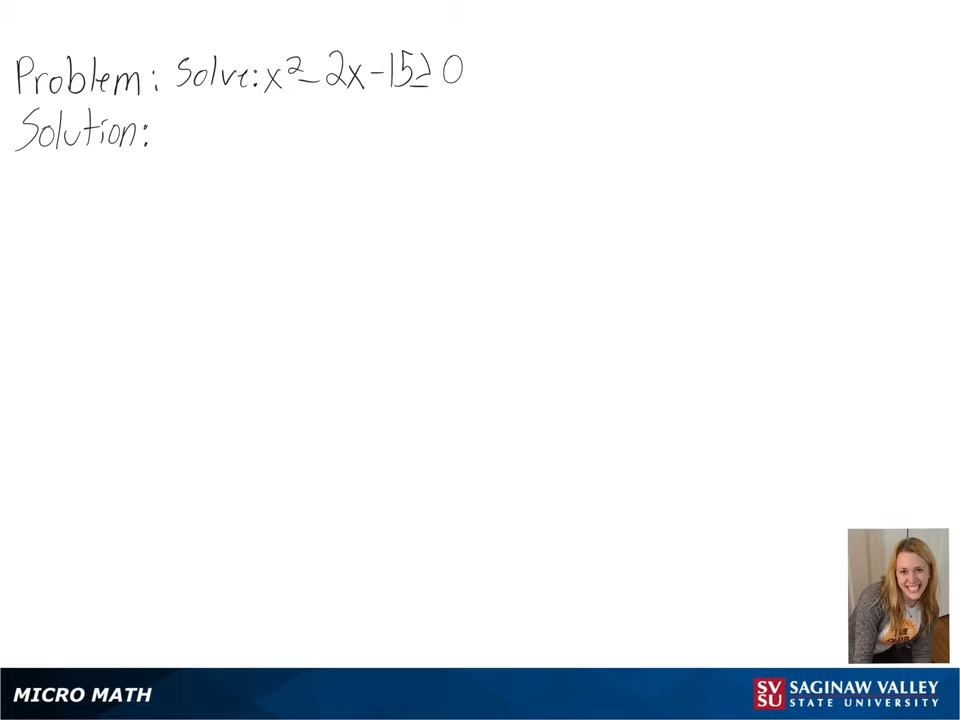 Problem: Solve: x² - 2x - 15 ≥ 0
Solution:
MICRO MATH
SV SU SAGINAW VALLEY
STATE UNIVERSITY